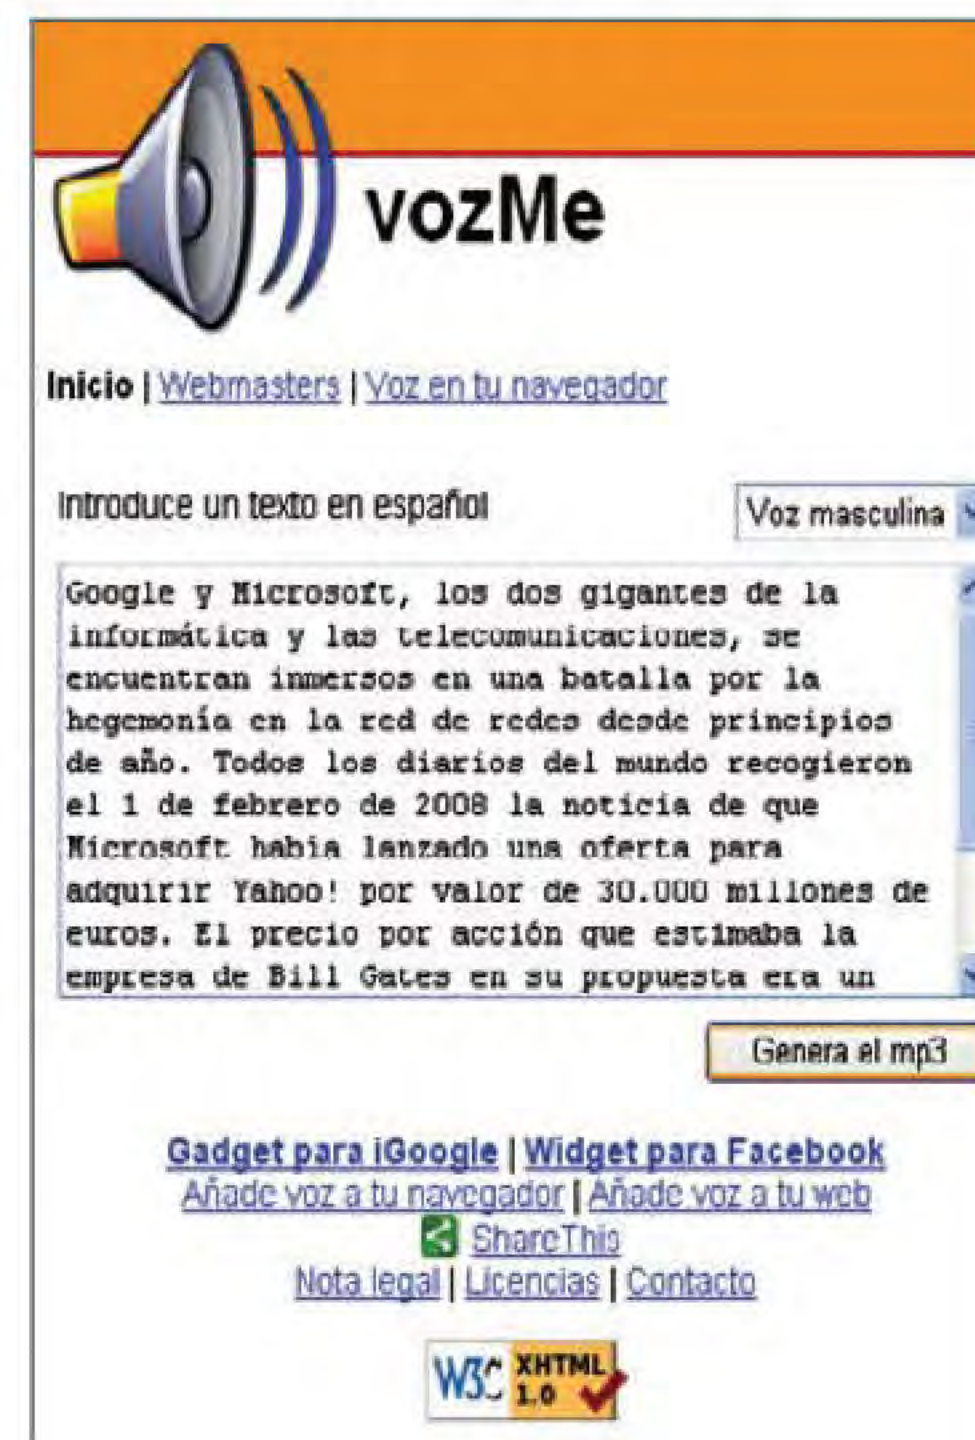 vozMe
Inicio | Webmasters | Voz en tu navegador
Introduce un texto en español
Voz masculina
Google y Microsoft, los dos gigantes de la
informática y las telecomunicaciones, se
encuentran inmersos en una batalla por la
hegemonía en la red de redes desde principios
de año. Todos los diarios del mundo recogieron
el 1 de febrero de 2008 la noticia de que
Microsoft había lanzado una oferta para
adquirir Yahoo! por valor de 30.000 millones de
euros. El precio por acción que estimaba la
empresa de Bill Gates en su propuesta era un
Genera el mp3
Gadget para iGoogle | Widget para Facebook
Añade voz a tu navegador | Añade voz a tu web
ShareThis
Nota legal | Licencias | Contacto
W3C XHTML
1.0